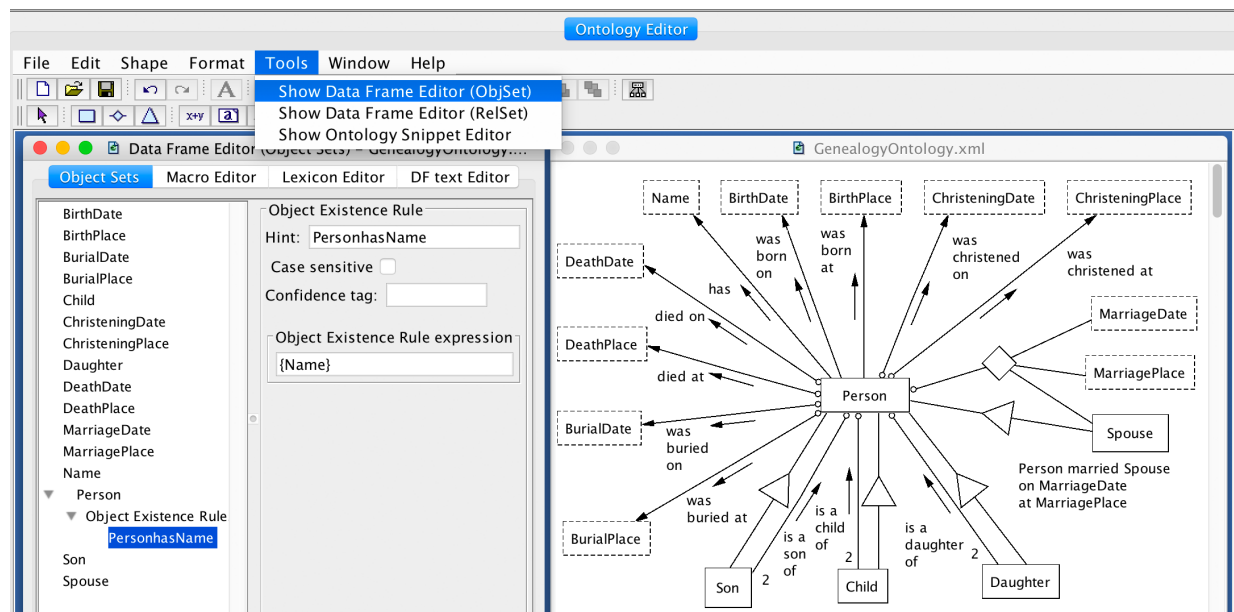 Ontology Editor
File Edit Shape Format Tools Window Help
A
Show Data Frame Editor (ObjSet)
x+y
a
Show Data Frame Editor (RelSet)
Show Ontology Snippet Editor
Data Frame Editor (Object Sets) – GenealogyOntology....
Object Sets Macro Editor Lexicon Editor DF text Editor
BirthDate
BirthPlace
BurialDate
BurialPlace
Child
ChristeningDate
ChristeningPlace
Daughter
DeathDate
DeathPlace
MarriageDate
MarriagePlace
Name
Person
Object Existence Rule
PersonhasName
Son
Spouse
Object Existence Rule
Hint: PersonhasName
Case sensitive
Confidence tag:
Object Existence Rule expression
{Name}
GenealogyOntology.xml
Name
BirthDate
BirthPlace
ChristeningDate
ChristeningPlace
was
born
on
was
born
at
was
christened
on
was
christened at
DeathDate
has
died on
MarriageDate
DeathPlace
died at
MarriagePlace
Person
BurialDate
was
buried
on
Spouse
Person married Spouse
on MarriageDate
at MarriagePlace
was
buried at
BurialPlace
is a
son
of
is a
child
of
is a
daughter
of
2
2
2
Son
Child
Daughter